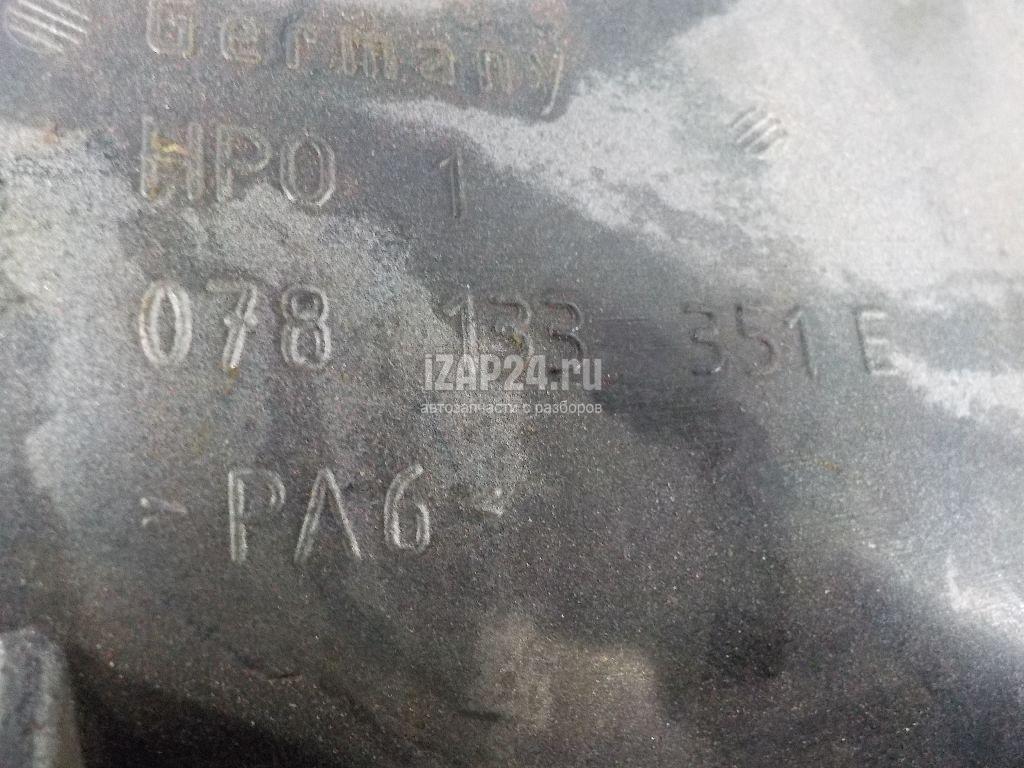 Germany
HPO 1
078 133 351 E
>PA6<
iZAP24.ru
автозапчасти с разборов